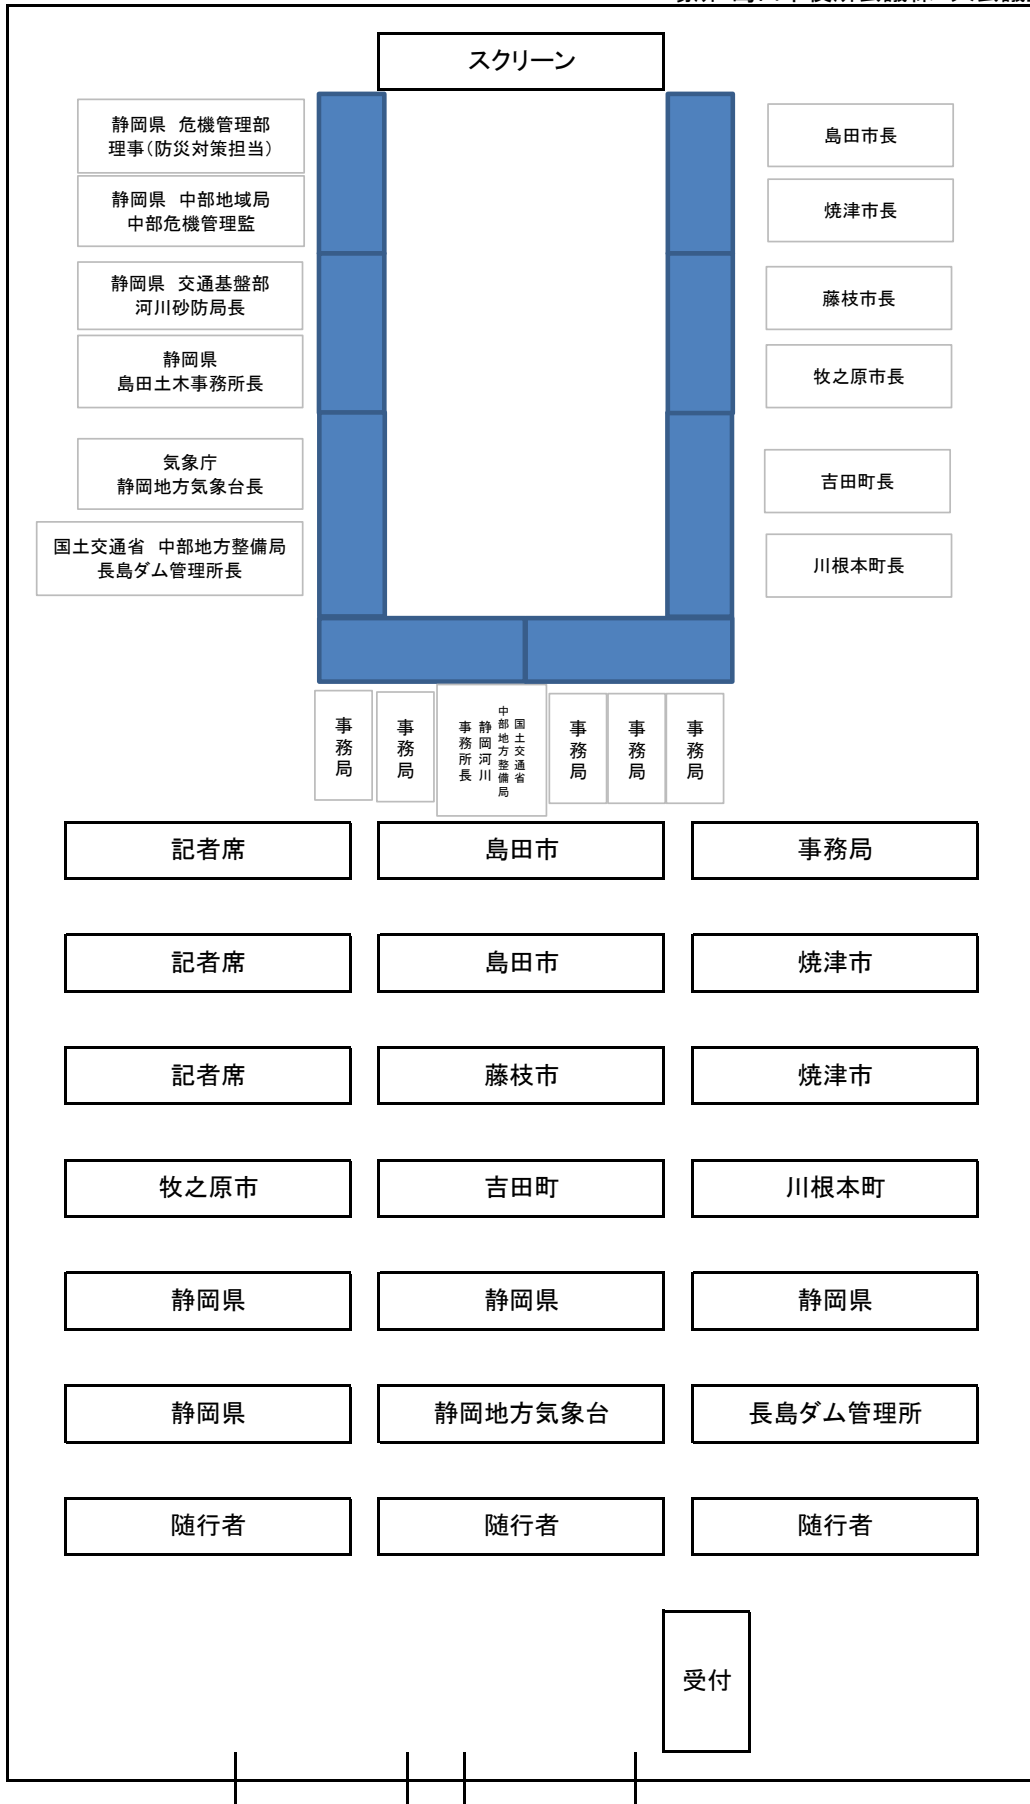 スクリーン
静岡県 危機管理部
理事(防災対策担当)
静岡県 中部地域局
中部危機管理監
静岡県 交通基盤部
河川砂防局長
静岡県
島田土木事務所長
気象庁
静岡地方気象台長
国土交通省 中部地方整備局
長島ダム管理所長
島田市長
焼津市長
藤枝市長
牧之原市長
吉田町長
川根本町長
事務局
事務局
国土交通省
中部地方整備局
静岡河川
事務所長
事務局
事務局
事務局
記者席
島田市
事務局
記者席
島田市
焼津市
記者席
藤枝市
焼津市
牧之原市
吉田町
川根本町
静岡県
静岡県
静岡県
静岡県
静岡地方気象台
長島ダム管理所
随行者
随行者
随行者
受付